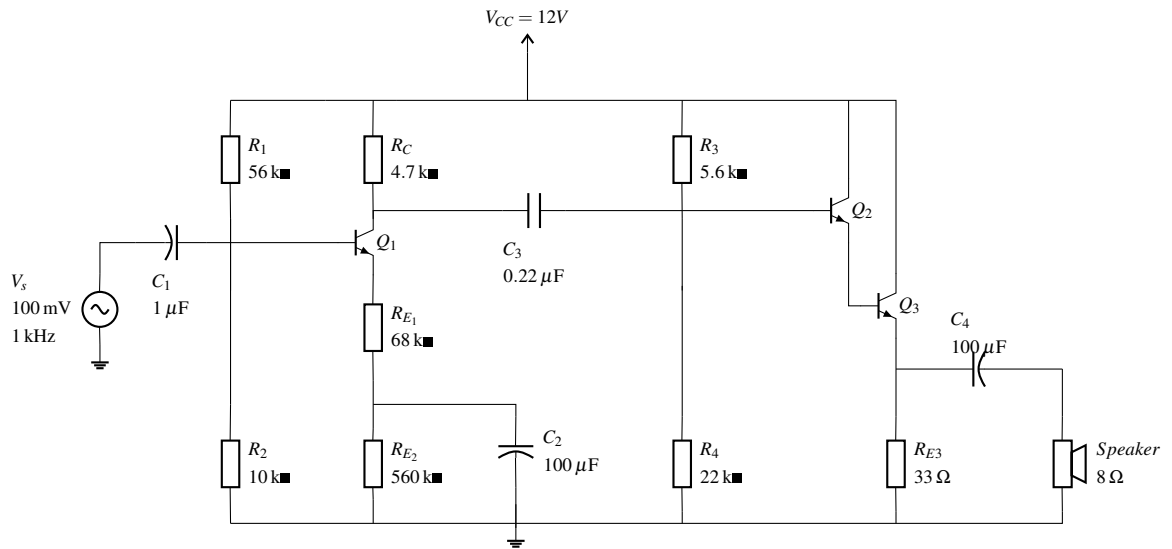 V_CC = 12V
R_1
56 k■
R_C
4.7 k■
R_3
5.6 k■
Q_2
Q_1
C_3
0.22 µF
V_s
100 mV
1 kHz
C_1
1 µF
R_E_1
68 k■
Q_3
C_4
100 µF
R_2
10 k■
R_E_2
560 k■
C_2
100 µF
R_4
22 k■
R_E3
33 Ω
Speaker
8 Ω